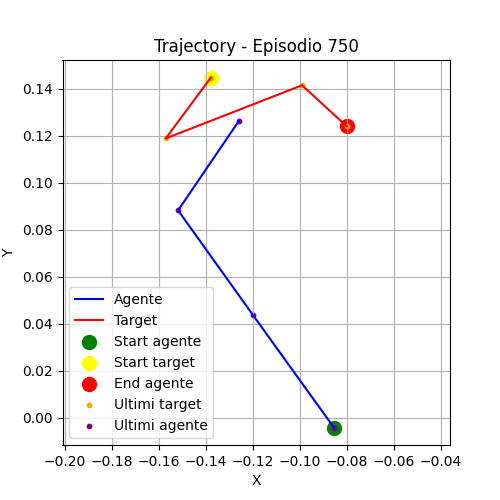 Trajectory - Episodio 750
0.14
0.12
0.10
0.08
0.06
0.04
0.02
0.00
Y
Agente
Target
Start agente
Start target
End agente
Ultimi target
Ultimi agente
−0.20 −0.18 −0.16 −0.14 −0.12 −0.10 −0.08 −0.06 −0.04
X